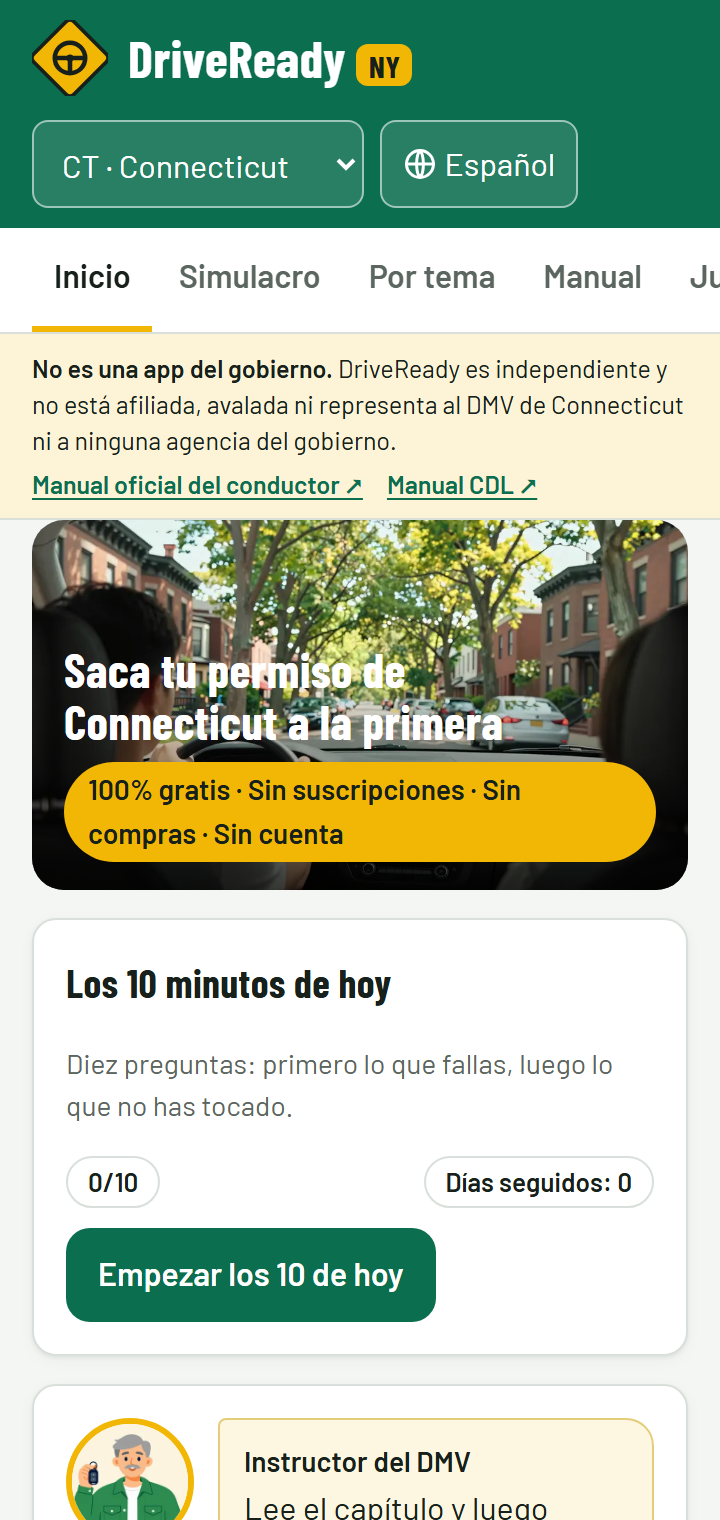 DriveReady NY
CT · Connecticut
Español
Inicio Simulacro Por tema Manual Ju
No es una app del gobierno. DriveReady es independiente y
no está afiliada, avalada ni representa al DMV de Connecticut
ni a ninguna agencia del gobierno.
Manual oficial del conductor ↗ Manual CDL ↗
Saca tu permiso de
Connecticut a la primera
100% gratis · Sin suscripciones · Sin
compras · Sin cuenta
Los 10 minutos de hoy
Diez preguntas: primero lo que fallas, luego lo
que no has tocado.
0/10 Días seguidos: 0
Empezar los 10 de hoy
Instructor del DMV
Lee el capítulo y luego